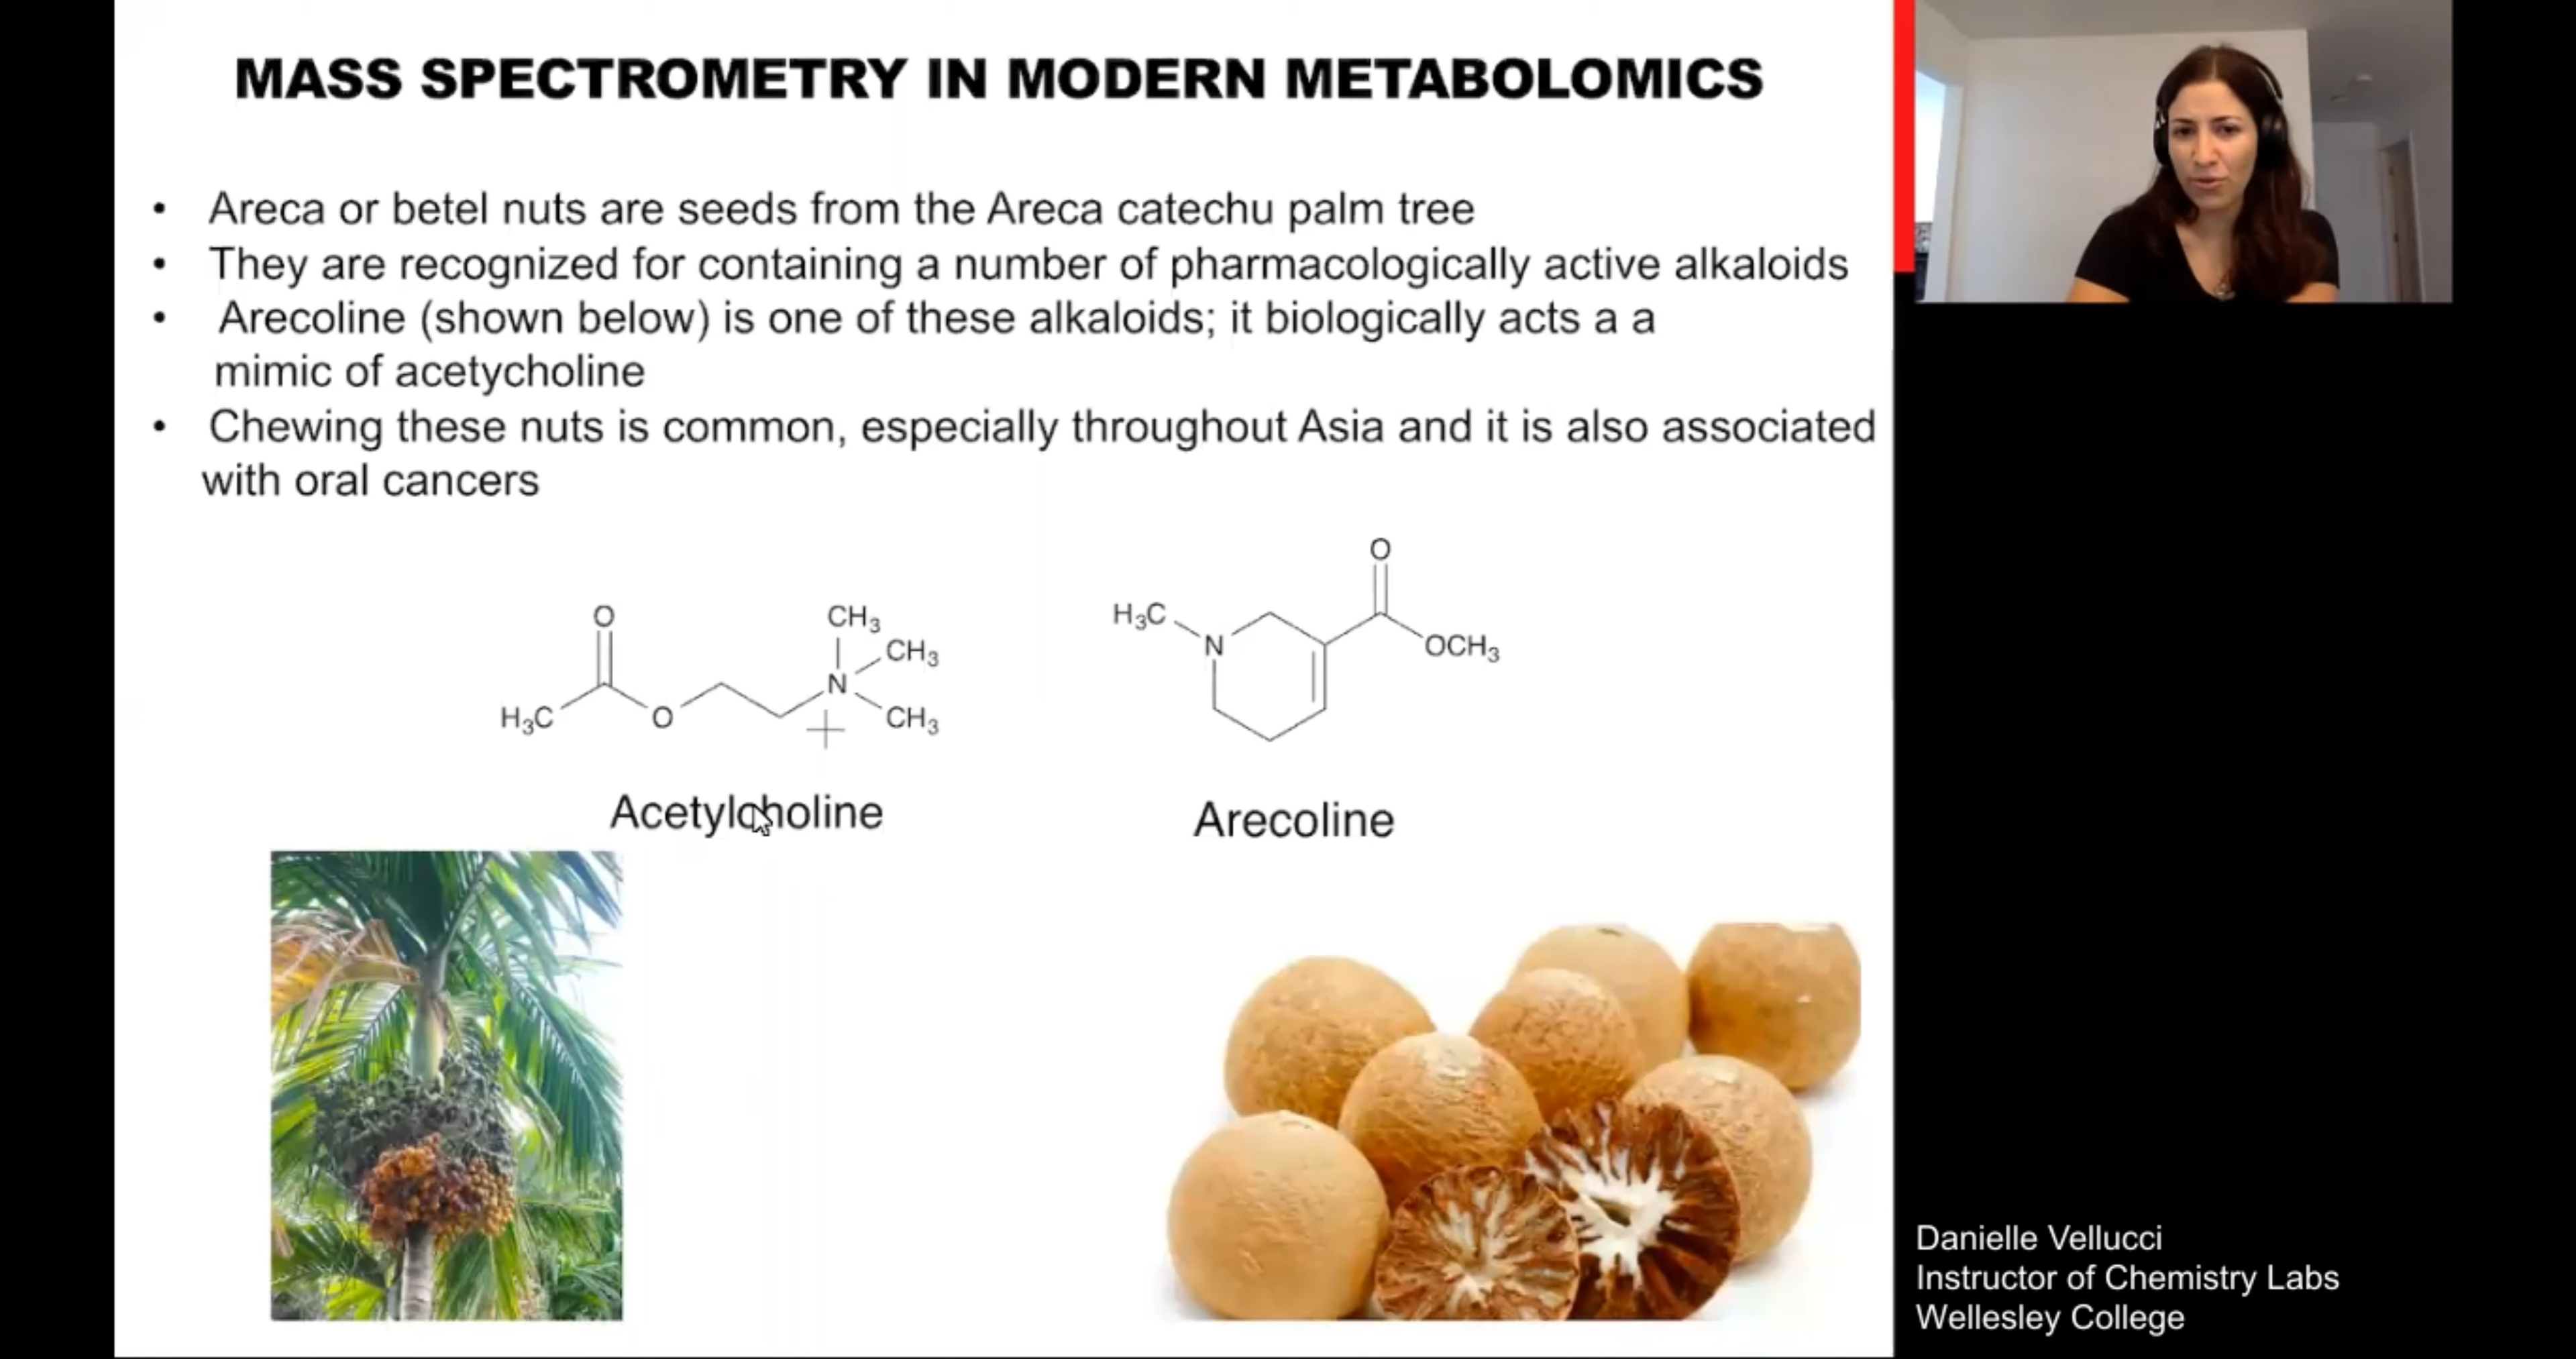 MASS SPECTROMETRY IN MODERN METABOLOMICS
• Areca or betel nuts are seeds from the Areca catechu palm tree
• They are recognized for containing a number of pharmacologically active alkaloids
• Arecoline (shown below) is one of these alkaloids; it biologically acts a a
mimic of acetycholine
• Chewing these nuts is common, especially throughout Asia and it is also associated
with oral cancers
O
CH3
CH3
N
H3C
O
+
CH3
Acetylcholine
O
H3C
N
OCH3
Arecoline
Danielle Vellucci
Instructor of Chemistry Labs
Wellesley College